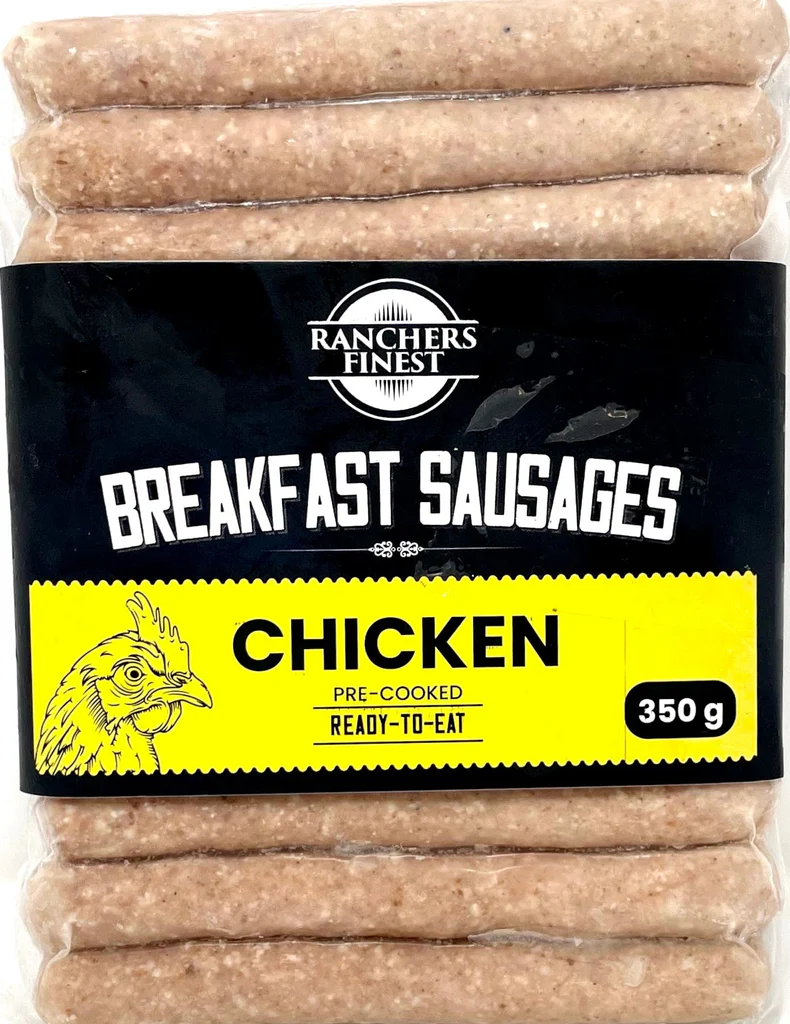 RANCHERS
FINEST
BREAKFAST SAUSAGES
CHICKEN
PRE-COOKED
READY-TO-EAT
350 g